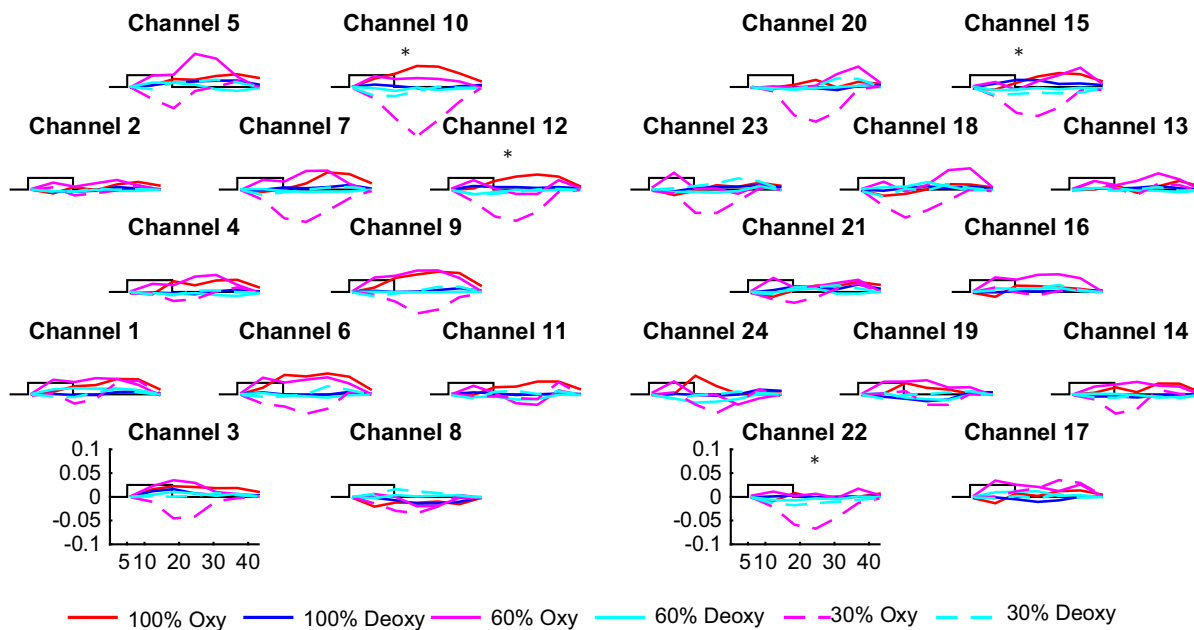 Channel 5
Channel 10
Channel 20
Channel 15
*
*
Channel 2
Channel 7
Channel 12
Channel 23
Channel 18
Channel 13
*
Channel 4
Channel 9
Channel 21
Channel 16
Channel 1
Channel 6
Channel 11
Channel 24
Channel 19
Channel 14
Channel 3
Channel 8
Channel 22
Channel 17
*
0.1
0.05
0
-0.05
-0.1
5 10 20 30 40
0.1
0.05
0
-0.05
-0.1
5 10 20 30 40
100% Oxy
100% Deoxy
60% Oxy
60% Deoxy
30% Oxy
30% Deoxy